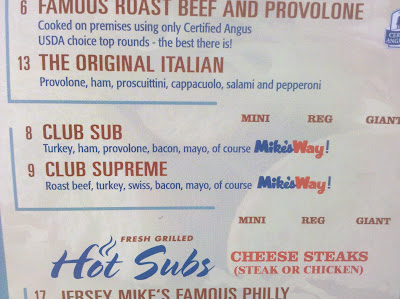 6 FAMOUS ROAST BEEF AND PROVOLONE
Cooked on premises using only Certified Angus
USDA choice top rounds - the best there is!
13 THE ORIGINAL ITALIAN
Provolone, ham, proscuittini, cappacuolo, salami and pepperoni
MINI REG GIANT
8 CLUB SUB
Turkey, ham, provolone, bacon, mayo, of course Mike's Way!
9 CLUB SUPREME
Roast beef, turkey, swiss, bacon, mayo, of course Mike's Way!
MINI REG GIANT
FRESH GRILLED
Hot Subs
CHEESE STEAKS
(STEAK OR CHICKEN)
17 JERSEY MIKE'S FAMOUS PHILLY